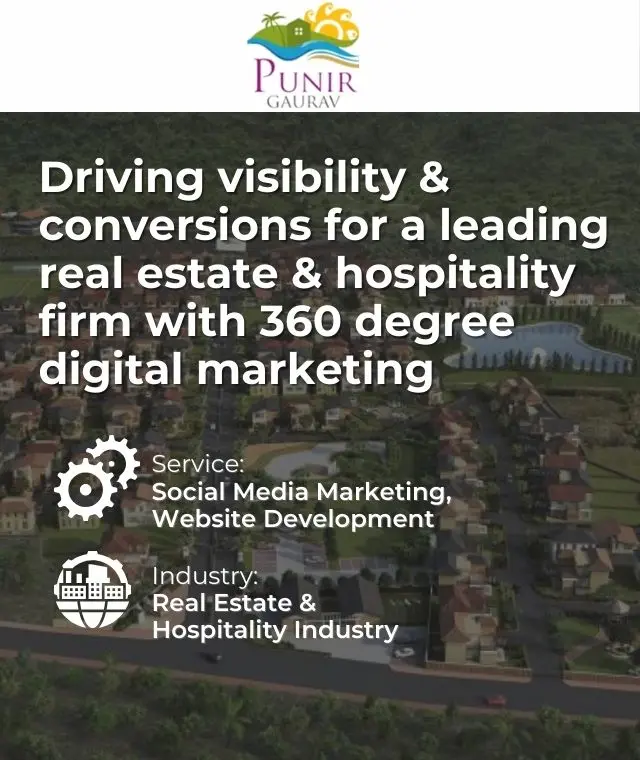 PUNIR
GAURAV
Driving visibility &
conversions for a leading
real estate & hospitality
firm with 360 degree
digital marketing
Service:
Social Media Marketing,
Website Development
Industry:
Real Estate &
Hospitality Industry